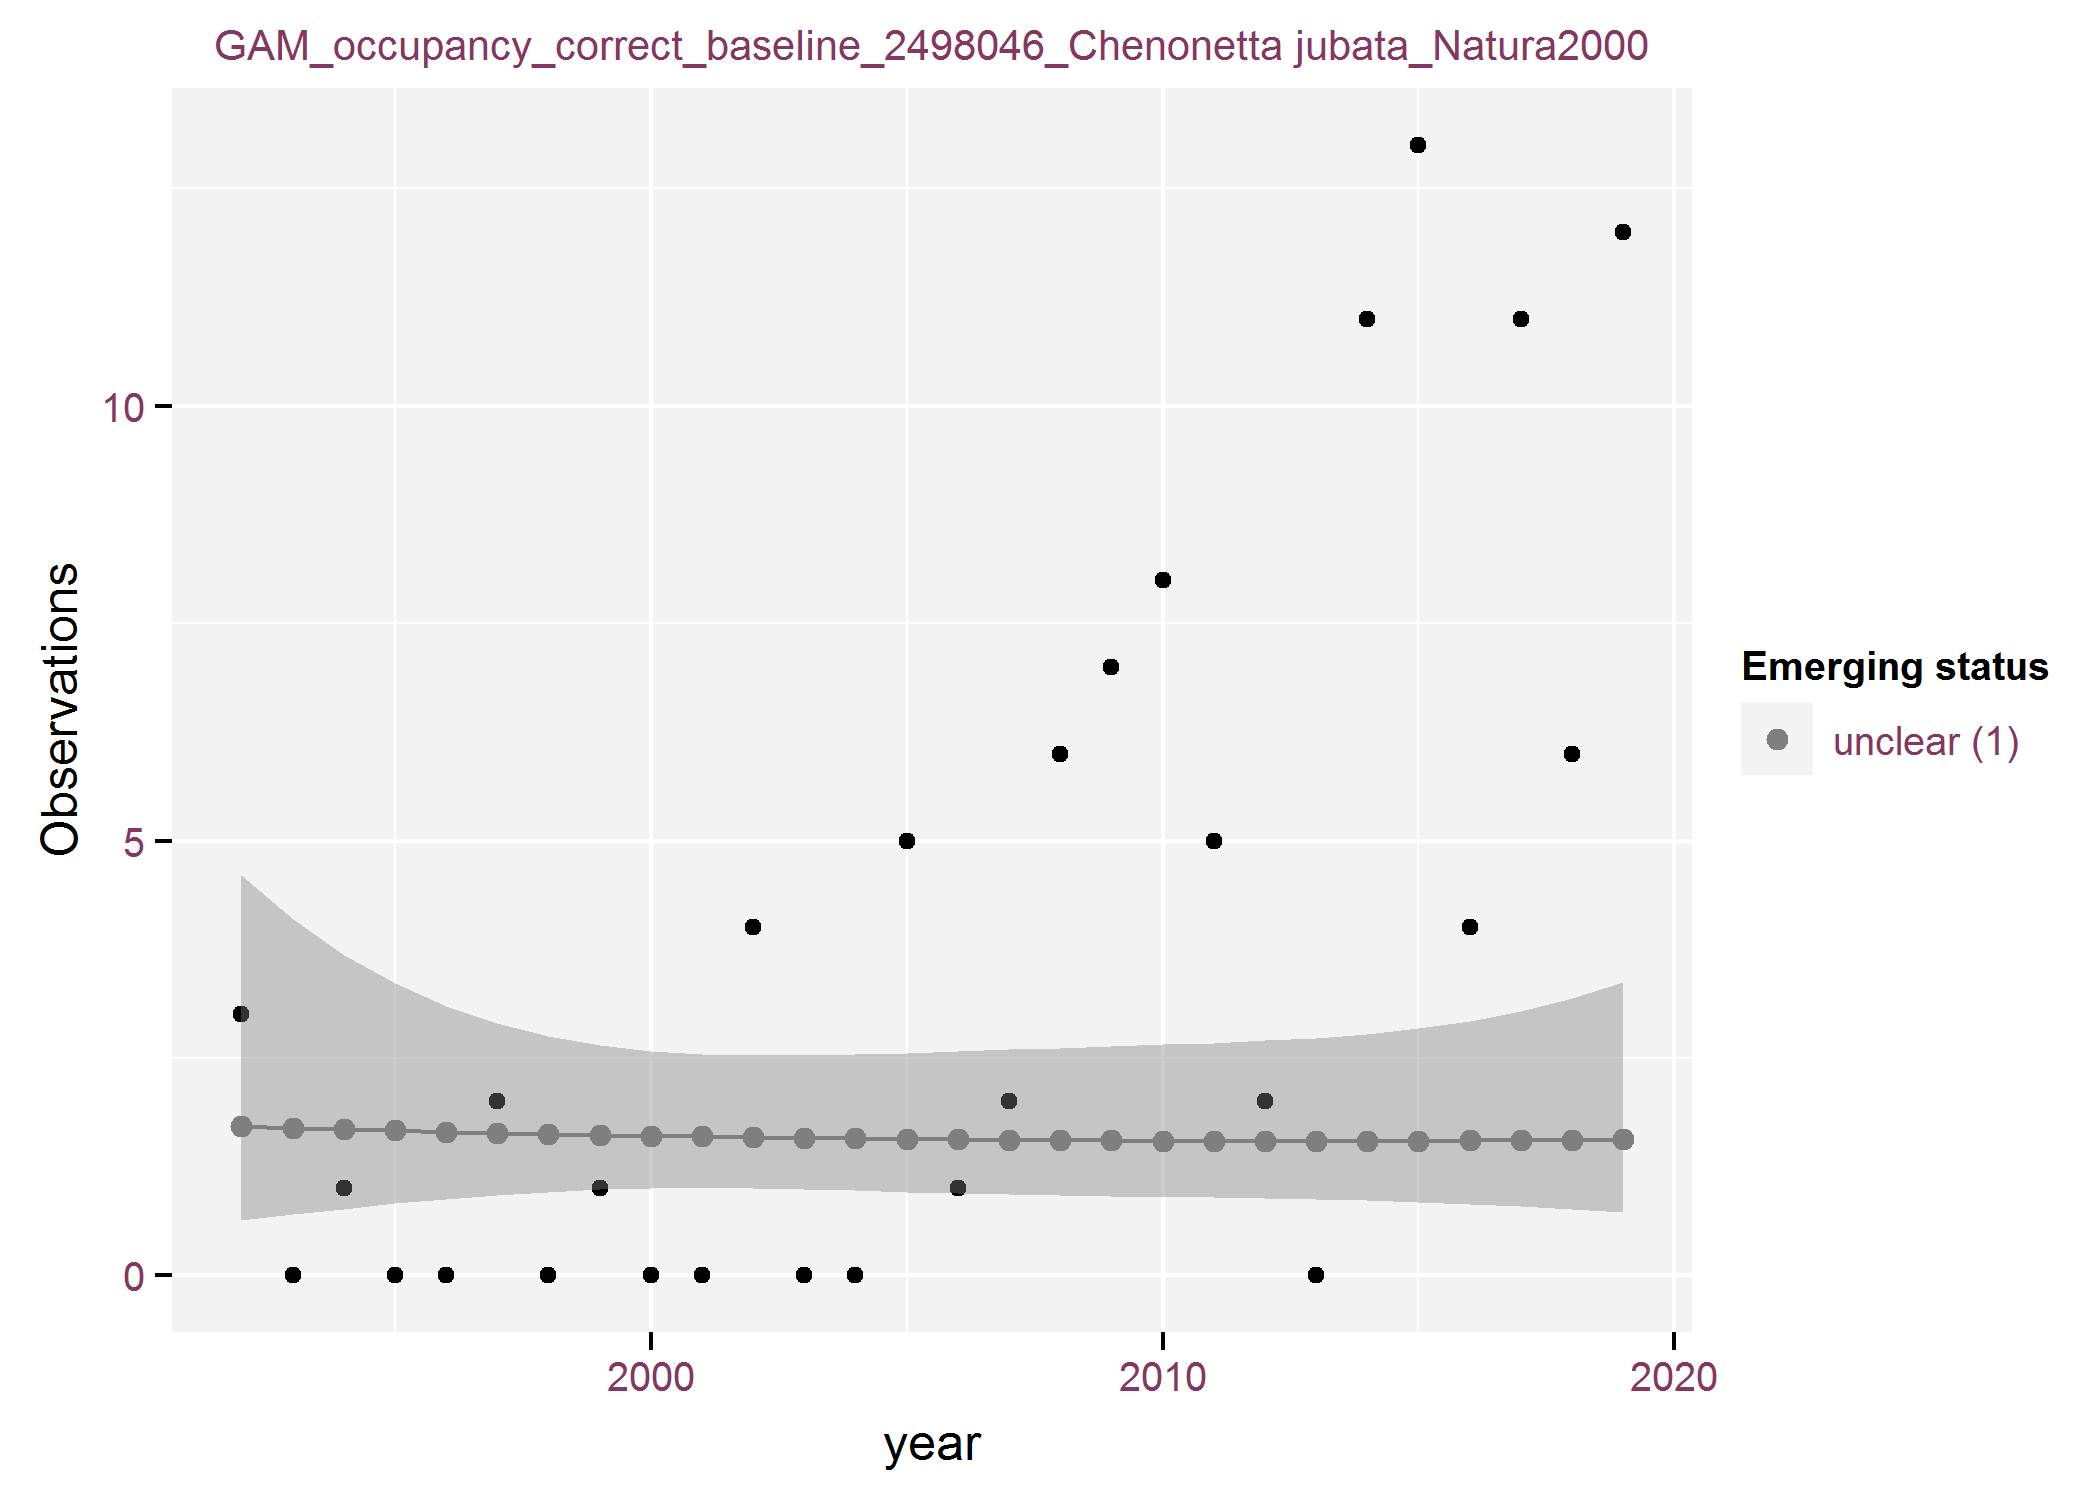 GAM_occupancy_correct_baseline_2498046_Chenonetta jubata_Natura2000
Observations
10
5
0
2000 2010 2020
year
Emerging status
unclear (1)